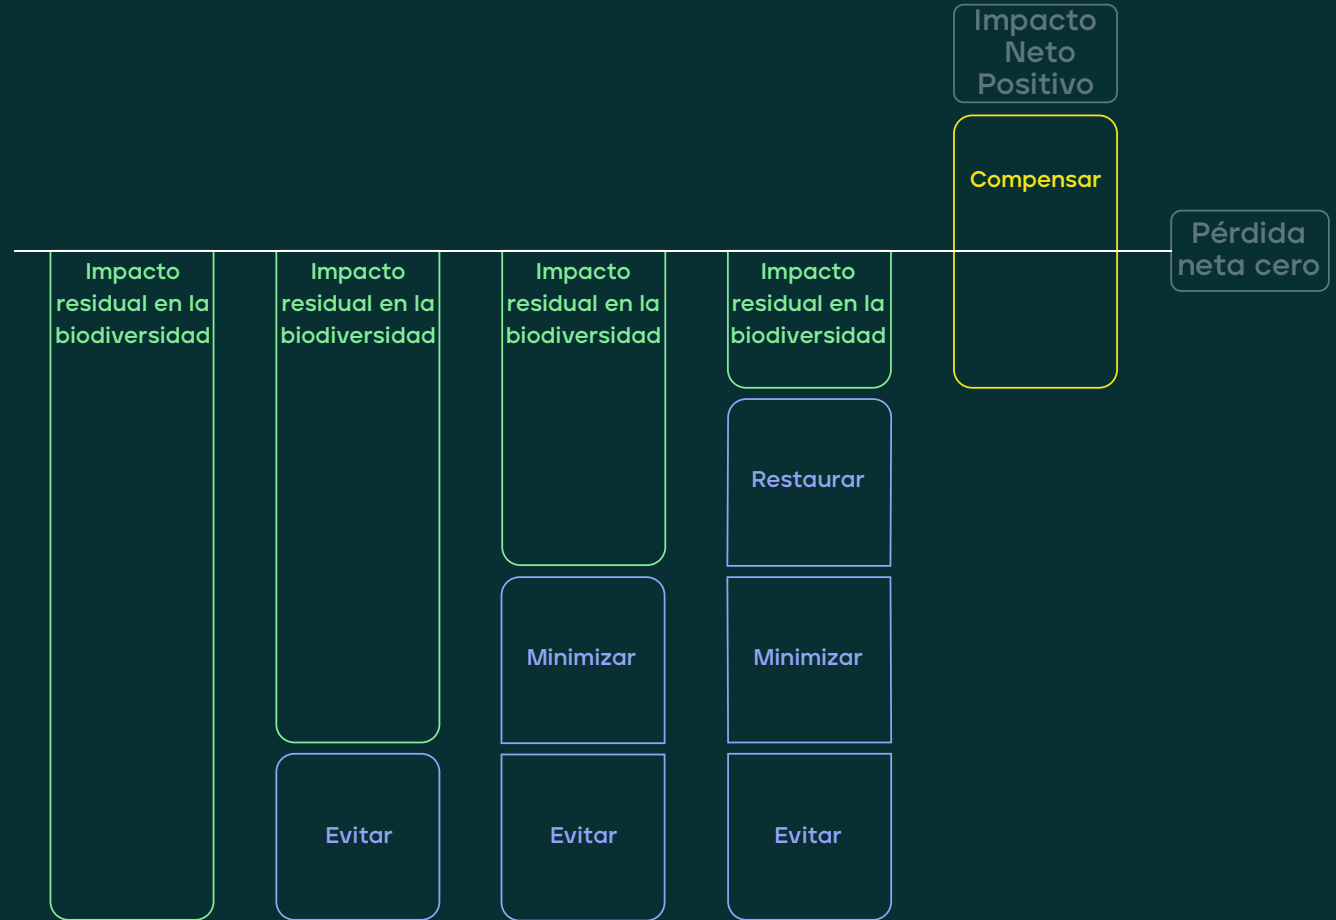 Impacto
Neto
Positivo
Compensar
Pérdida
neta cero
Impacto
residual en la
biodiversidad
Impacto
residual en la
biodiversidad
Impacto
residual en la
biodiversidad
Impacto
residual en la
biodiversidad
Restaurar
Minimizar
Minimizar
Evitar
Evitar
Evitar